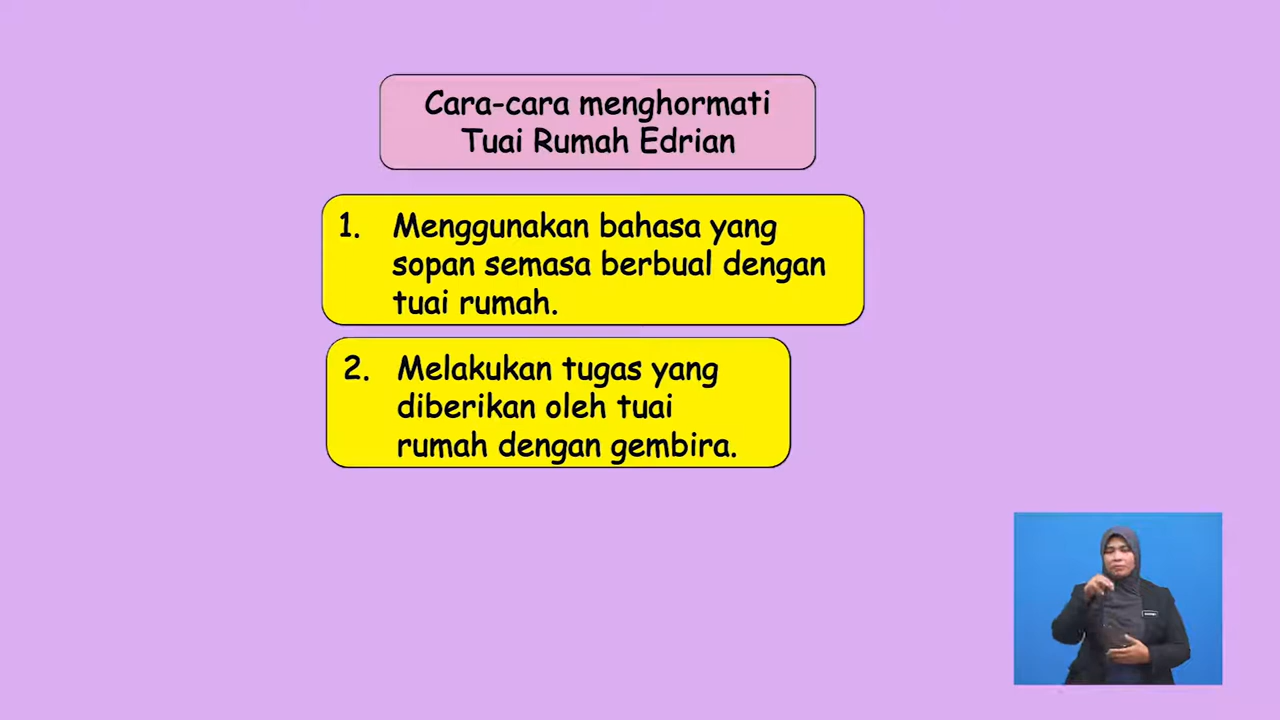 Cara-cara menghormati
Tuai Rumah Edrian
1. Menggunakan bahasa yang
sopan semasa berbual dengan
tuai rumah.
2. Melakukan tugas yang
diberikan oleh tuai
rumah dengan gembira.